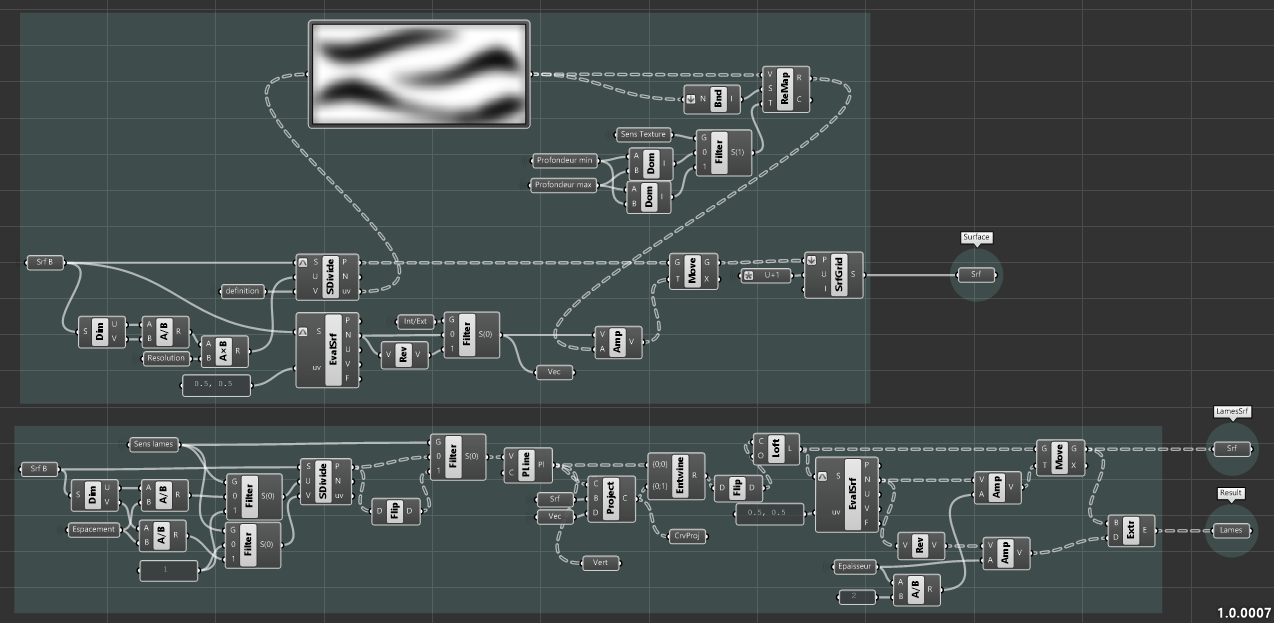 V
S
T
ReMap
R
C
N
Bnd
I
Sens Texture
G
0
1
Filter
S(1)
Profondeur min
A
B
Dom
I
Profondeur max
A
B
Dom
I
Surface
Srf B
S
U
V
SDivide
P
N
uv
G
T
Move
G
X
U+1
P
U
I
SrfGrid
S
Srf
definition
S
Dim
U
V
A
B
A/B
R
Resolution
A
B
A×B
R
S
uv
EvalSrf
P
N
U
V
F
Int/Ext
G
0
1
Filter
S(0)
V
Rev
V
V
A
Amp
V
0.5, 0.5
Vec
LamesSrf
Sens lames
G
0
1
Filter
S(0)
V
C
PLine
Pl
C
O
Loft
L
G
T
Move
G
X
Srf
Srf B
S
U
V
SDivide
P
N
uv
S
Dim
U
V
A
B
A/B
R
G
0
1
Filter
S(0)
D
Flip
D
Srf
Vec
C
B
D
Project
C
{0;0}
{0;1}
Entwine
R
D
Flip
D
S
uv
EvalSrf
P
N
U
V
F
V
A
Amp
V
Result
Espacement
A
B
A/B
R
G
0
1
Filter
S(0)
0.5, 0.5
CrvProj
B
D
Extr
E
Lames
1
Vert
V
Rev
V
V
A
Amp
V
Epaisseur
2
A
B
A/B
R
1.0.0007